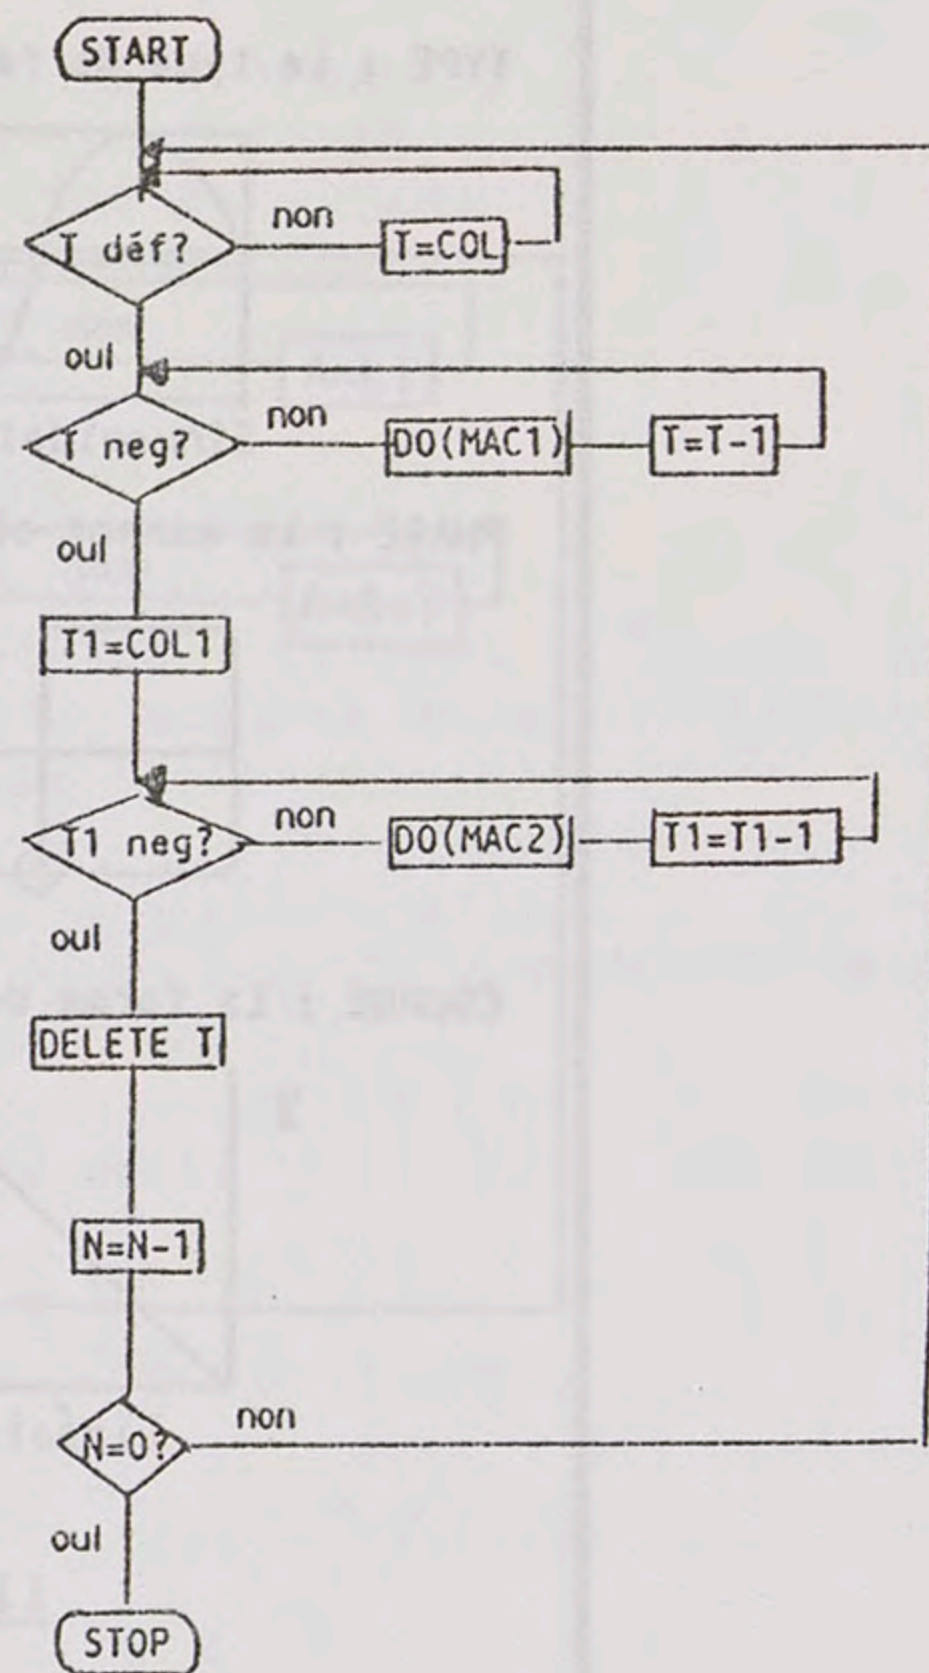 START
T déf?
non
T=COL
oui
T neg?
non
DO(MAC1)
T=T-1
oui
T1=COL1
T1 neg?
non
DO(MAC2)
T1=T1-1
oui
DELETE T
N=N-1
N=0?
non
oui
STOP